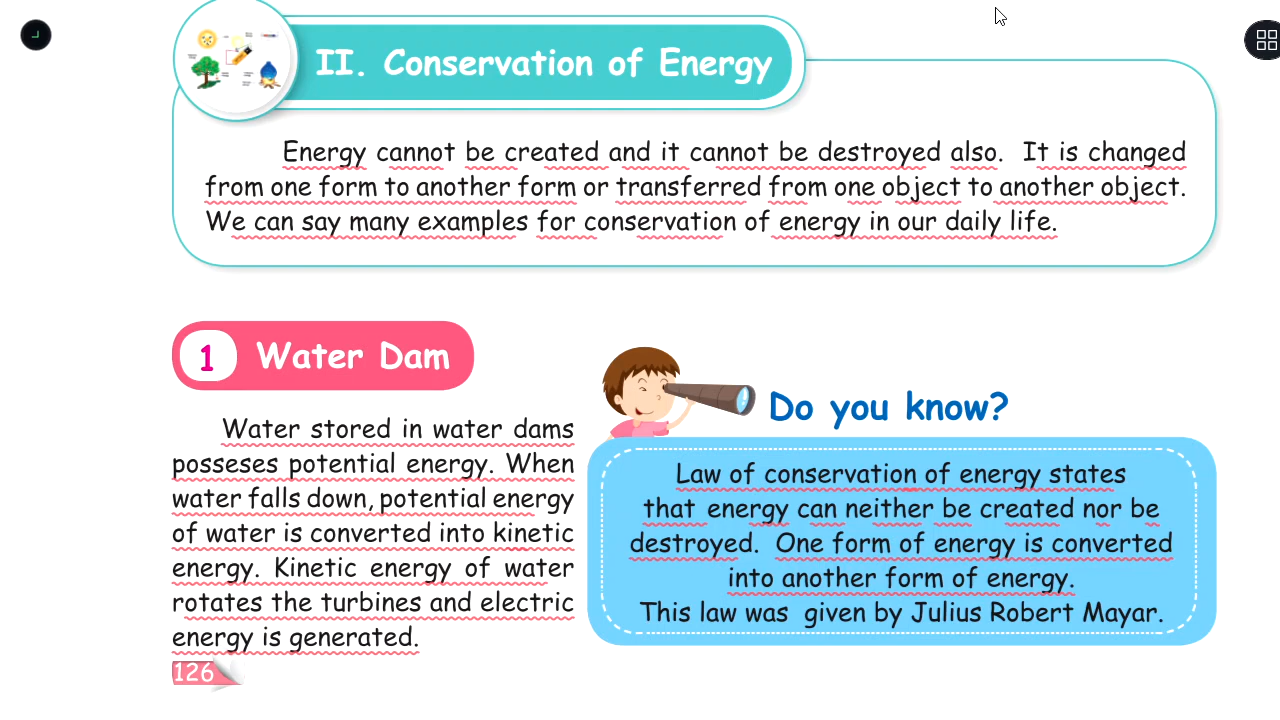 II. Conservation of Energy
Energy cannot be created and it cannot be destroyed also. It is changed
from one form to another form or transferred from one object to another object.
We can say many examples for conservation of energy in our daily life.
1 Water Dam
Water stored in water dams
posseses potential energy. When
water falls down, potential energy
of water is converted into kinetic
energy. Kinetic energy of water
rotates the turbines and electric
energy is generated.
Do you know?
Law of conservation of energy states
that energy can neither be created nor be
destroyed. One form of energy is converted
into another form of energy.
This law was given by Julius Robert Mayar.
126